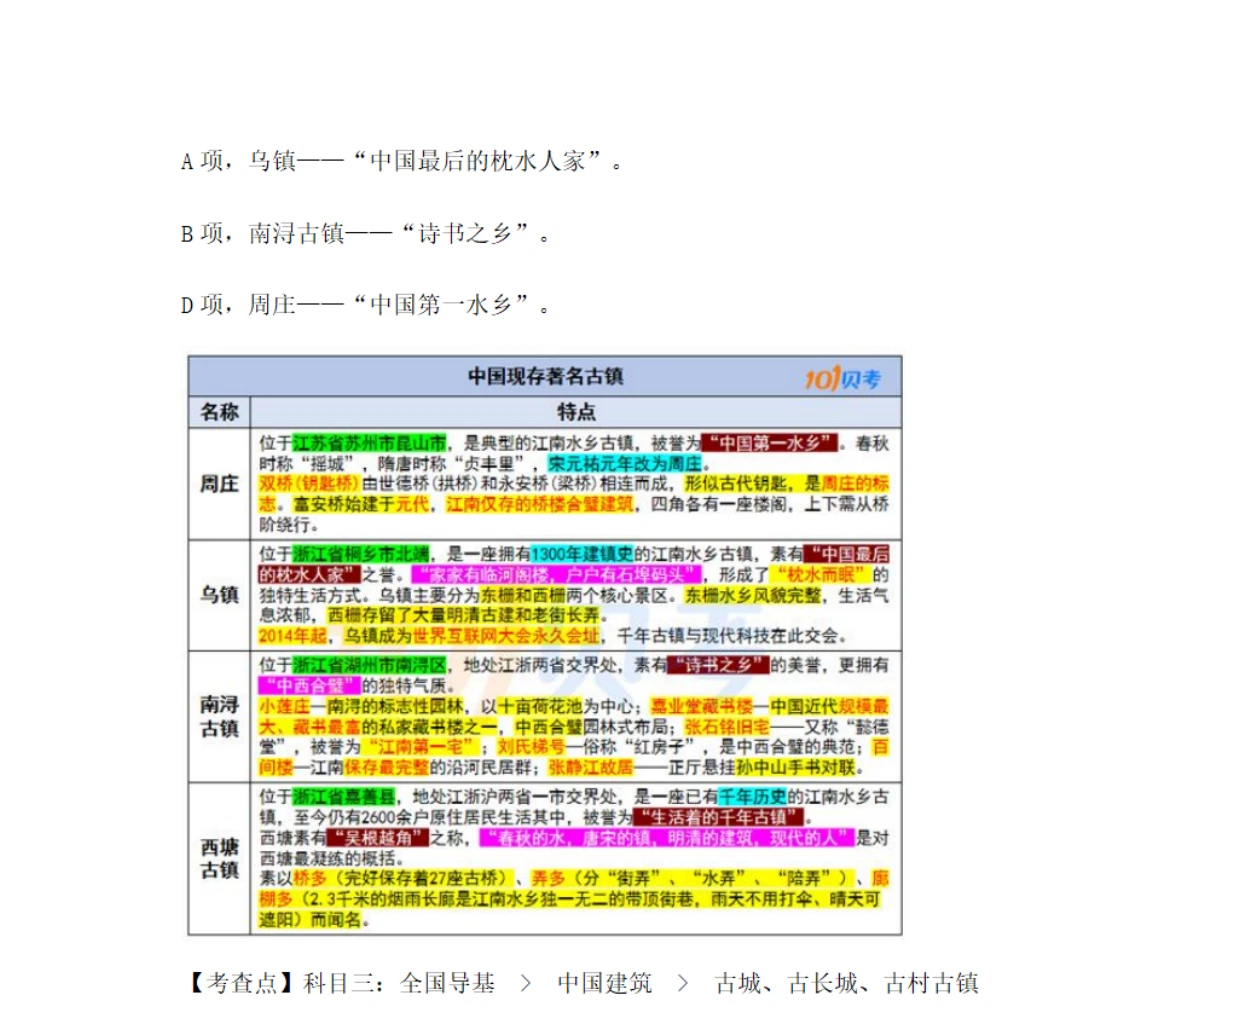 A 项，乌镇——“中国最后的枕水人家”。
B 项，南浔古镇——“诗书之乡”。
D 项，周庄——“中国第一水乡”。
中国现存著名古镇
101贝考
名称
特点
周庄
位于江苏省苏州市昆山市，是典型的江南水乡古镇，被誉为“中国第一水乡”。春秋
时称“摇城”，隋唐时称“贞丰里”，宋元祐元年改为周庄。
双桥(钥匙桥)由世德桥(拱桥)和永安桥(梁桥)相连而成，形似古代钥匙，是周庄的标
志。富安桥始建于元代，江南仅存的桥楼合璧建筑，四角各有一座楼阁，上下需从桥
阶绕行。
乌镇
位于浙江省桐乡市北端，是一座拥有1300年建镇史的江南水乡古镇，素有“中国最后
的枕水人家”之誉。“家家有临河阁楼，户户有石埠码头”，形成了“枕水而眠”的
独特生活方式。乌镇主要分为东栅和西栅两个核心景区。东栅水乡风貌完整，生活气
息浓郁，西栅存留了大量明清古建和老街长弄。
2014年起，乌镇成为世界互联网大会永久会址，千年古镇与现代科技在此交会。
南浔
古镇
位于浙江省湖州市南浔区，地处江浙两省交界处，素有“诗书之乡”的美誉，更拥有
“中西合璧”的独特气质。
小莲庄—南浔的标志性园林，以十亩荷花池为中心；嘉业堂藏书楼—中国近代规模最
大、藏书最富的私家藏书楼之一，中西合璧园林式布局；张石铭旧宅——又称“懿德
堂”，被誉为“江南第一宅”；刘氏梯号—俗称“红房子”，是中西合璧的典范；百
间楼—江南保存最完整的沿河民居群；张静江故居——正厅悬挂孙中山手书对联。
西塘
古镇
位于浙江省嘉善县，地处江浙沪两省一市交界处，是一座已有千年历史的江南水乡古
镇，至今仍有2600余户原住居民生活其中，被誉为“生活着的千年古镇”。
西塘素有“吴根越角”之称，“春秋的水，唐宋的镇，明清的建筑，现代的人”是对
西塘最凝练的概括。
素以桥多（完好保存着27座古桥）、弄多（分“街弄”、“水弄”、“陪弄”）、廊
棚多（2.3千米的烟雨长廊是江南水乡独一无二的带顶街巷，雨天不用打伞、晴天可
遮阳）而闻名。
【考查点】科目三：全国导基 > 中国建筑 > 古城、古长城、古村古镇